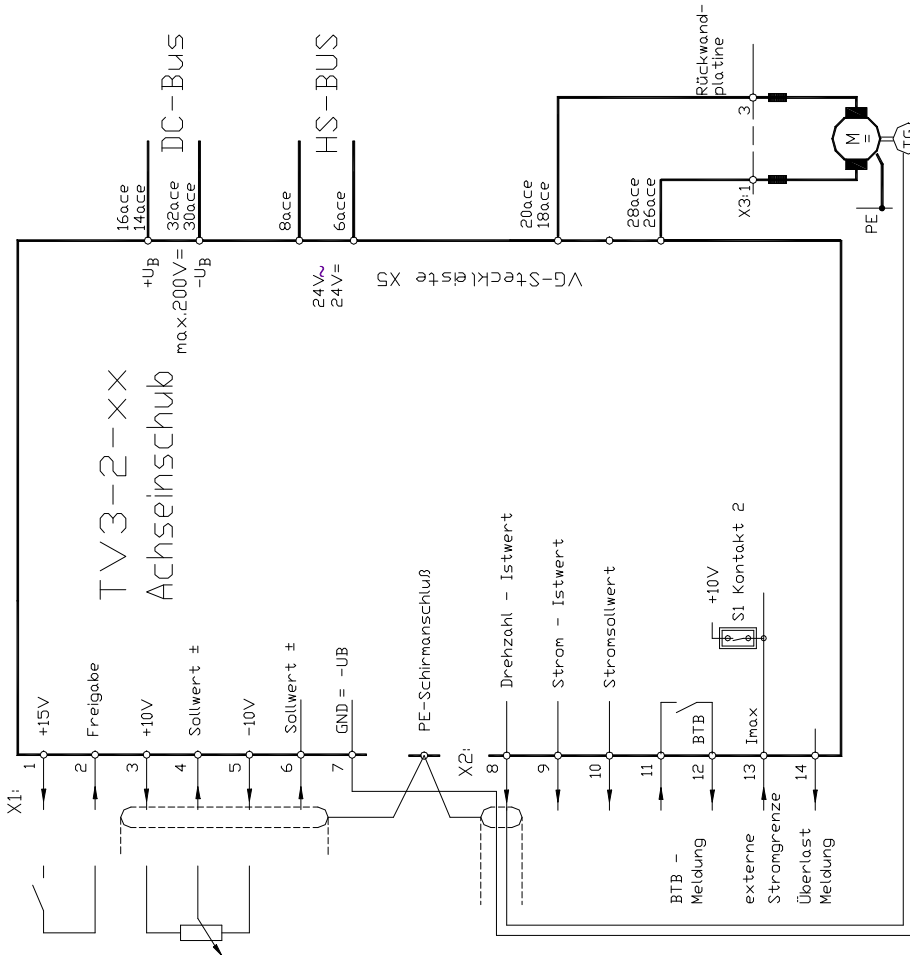 TV3-2-xx
Achseinschub
16ace
14ace
+UB
DC-Bus
max.200V=
32ace
30ace
-UB
8ace
24V~
HS-BUS
6ace
24V=
VG-Steckleiste X5
20ace
18ace
28ace
26ace
Rückwand-
platine
3
X3:1
M
=
TG
PE
X1:
1
+15V
2
Freigabe
3
+10V
4
Sollwert ±
5
-10V
6
Sollwert ±
7
GND = -UB
PE-Schirmanschluß
X2:
8
Drehzahl - Istwert
9
Strom - Istwert
10
Stromsollwert
11
BTB
12
BTB -
Meldung
+10V
S1 Kontakt 2
13
Imax
externe
Stromgrenze
14
Überlast
Meldung